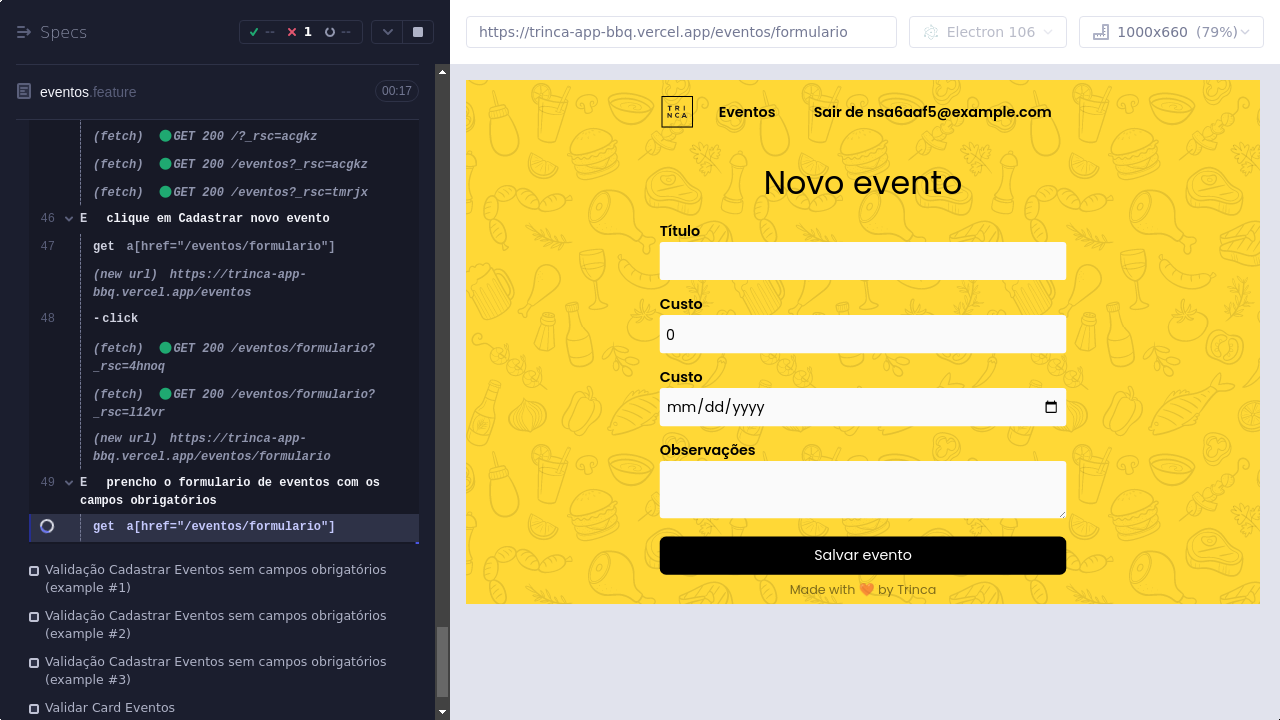 Specs
-- 1 --
eventos.feature
00:17
(fetch) GET 200 /?_rsc=acgkz
(fetch) GET 200 /eventos?_rsc=acgkz
(fetch) GET 200 /eventos?_rsc=tmrjx
46 E clique em Cadastrar novo evento
47 get a[href="/eventos/formulario"]
(new url) https://trinca-app-
bbq.vercel.app/eventos
48 -click
(fetch) GET 200 /eventos/formulario?
_rsc=4hnoq
(fetch) GET 200 /eventos/formulario?
_rsc=l12vr
(new url) https://trinca-app-
bbq.vercel.app/eventos/formulario
49 E prencho o formulario de eventos com os
campos obrigatórios
get a[href="/eventos/formulario"]
Validação Cadastrar Eventos sem campos obrigatórios
(example #1)
Validação Cadastrar Eventos sem campos obrigatórios
(example #2)
Validação Cadastrar Eventos sem campos obrigatórios
(example #3)
Validar Card Eventos
https://trinca-app-bbq.vercel.app/eventos/formulario
Electron 106
1000x660 (79%)
TRI
NCA
Eventos
Sair de nsa6aaf5@example.com
Novo evento
Título
Custo
0
Custo
mm/dd/yyyy
Observações
Salvar evento
Made with 🧡 by Trinca